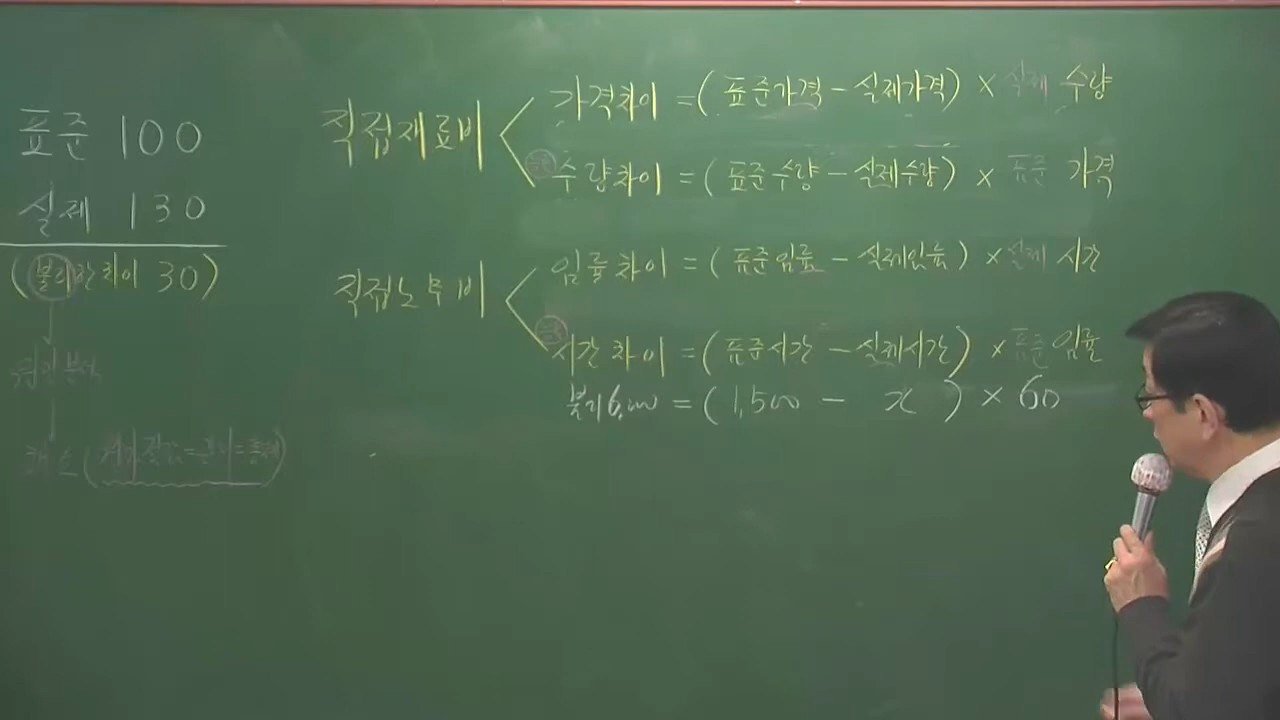 표준 100
실제 130
(불리한차이 30)
원인분석
직접재료비
가격차이 = (표준가격 - 실제가격) × 실제 수량
수량차이 = (표준수량 - 실제수량) × 표준 가격
직접노무비
임률차이 = (표준임률 - 실제임률) × 실제 시간
시간차이 = (표준시간 - 실제시간) × 표준 임률
불리 6,000 = (1,500 - x) × 60